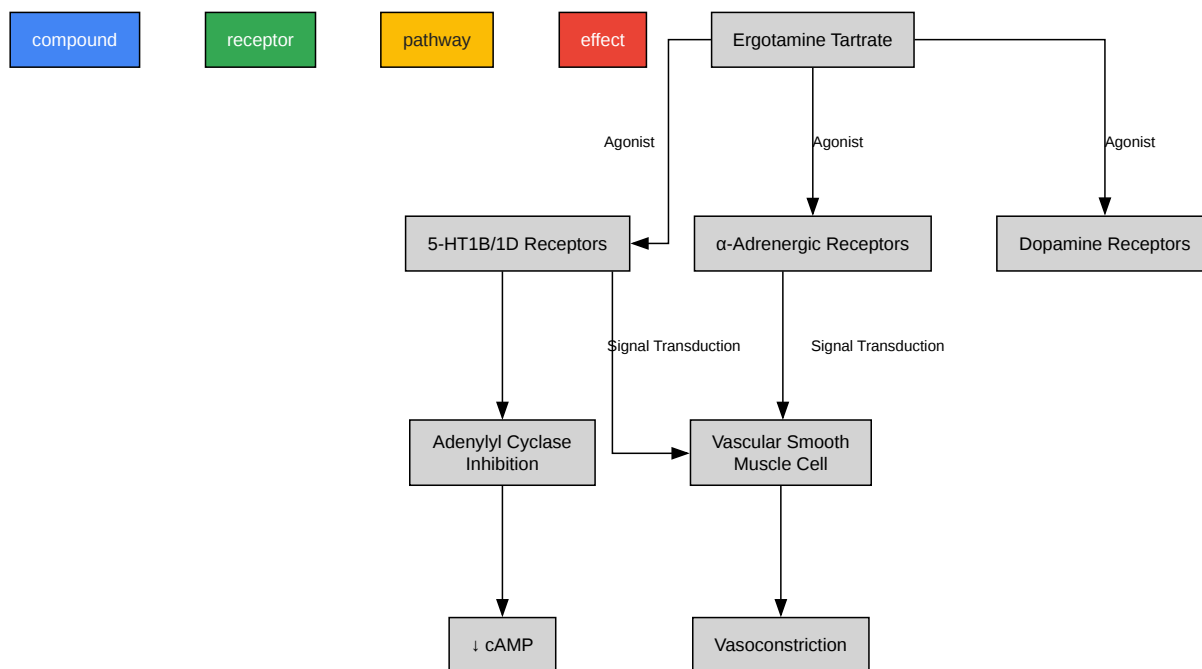 compound
receptor
pathway
effect
Ergotamine Tartrate
Agonist
Agonist
Agonist
5-HT1B/1D Receptors
α-Adrenergic Receptors
Dopamine Receptors
Signal Transduction
Signal Transduction
Adenylyl Cyclase
Inhibition
Vascular Smooth
Muscle Cell
↓ cAMP
Vasoconstriction